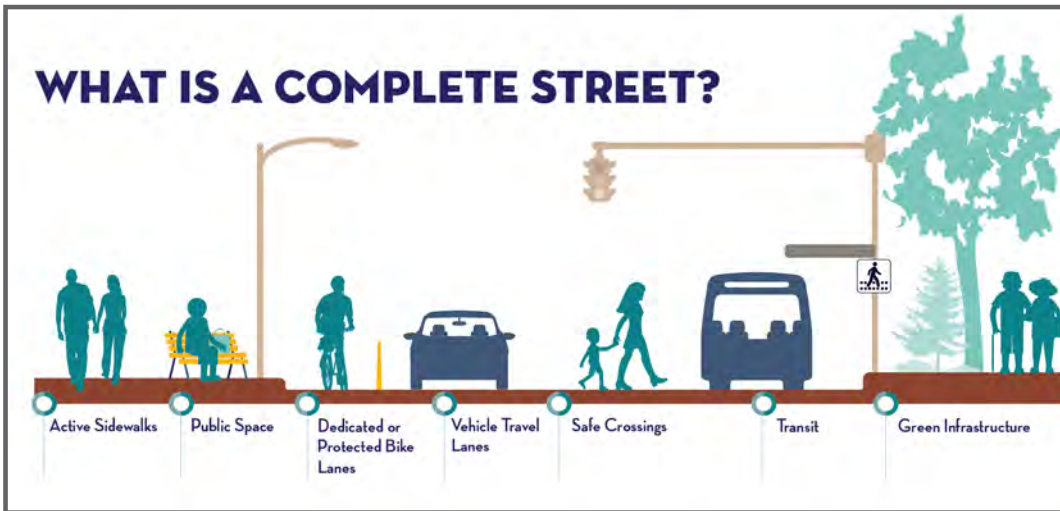 WHAT IS A COMPLETE STREET?
Active Sidewalks
Public Space
Dedicated or
Protected Bike
Lanes
Vehicle Travel
Lanes
Safe Crossings
Transit
Green Infrastructure